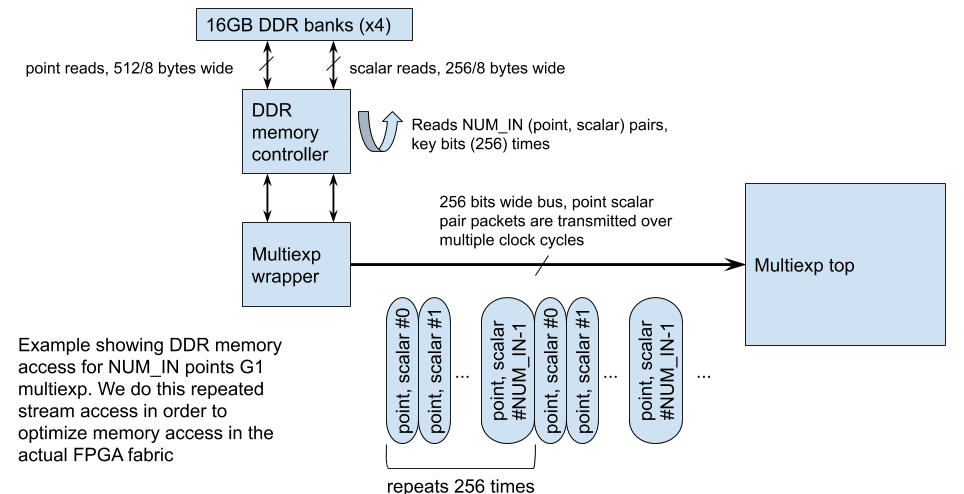 16GB DDR banks (x4)
point reads, 512/8 bytes wide
scalar reads, 256/8 bytes wide
DDR
memory
controller
Reads NUM_IN (point, scalar) pairs,
key bits (256) times
256 bits wide bus, point scalar
pair packets are transmitted over
multiple clock cycles
Multiexp
wrapper
Multiexp top
point, scalar #0
point, scalar #1
...
point, scalar
#NUM_IN-1
point, scalar #0
point, scalar #1
...
point, scalar
#NUM_IN-1
...
Example showing DDR memory
access for NUM_IN points G1
multiexp. We do this repeated
stream access in order to
optimize memory access in the
actual FPGA fabric
repeats 256 times